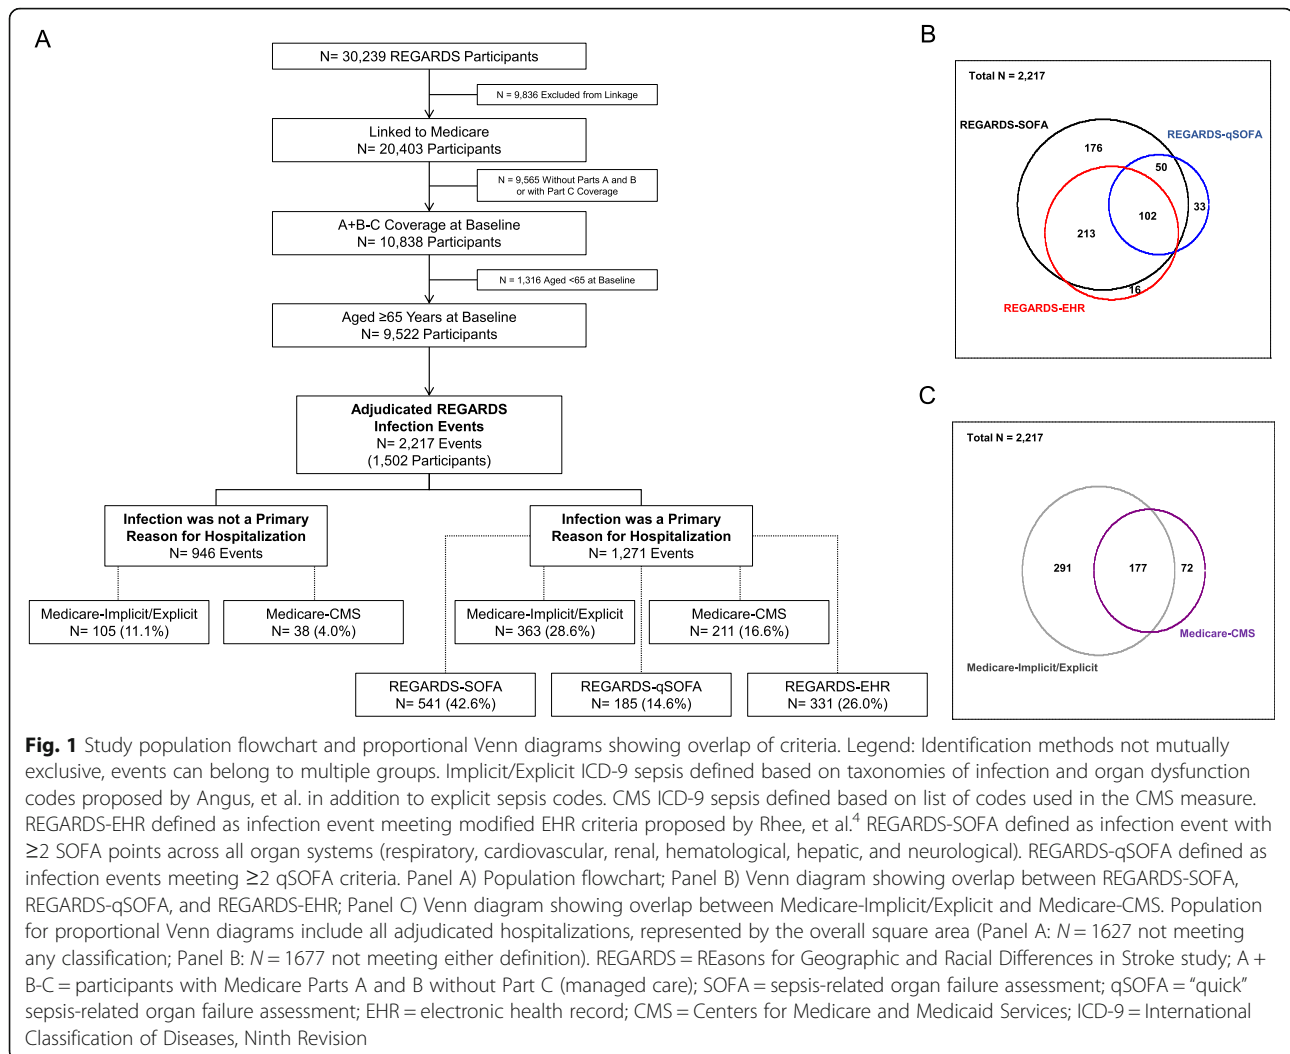 A
N= 30,239 REGARDS Participants
N = 9,836 Excluded from Linkage
Linked to Medicare
N= 20,403 Participants
N = 9,565 Without Parts A and B
or with Part C Coverage
A+B-C Coverage at Baseline
N= 10,838 Participants
N = 1,316 Aged <65 at Baseline
Aged ≥65 Years at Baseline
N= 9,522 Participants
Adjudicated REGARDS
Infection Events
N= 2,217 Events
(1,502 Participants)
Infection was not a Primary
Reason for Hospitalization
N= 946 Events
Infection was a Primary
Reason for Hospitalization
N= 1,271 Events
Medicare-Implicit/Explicit
N= 105 (11.1%)
Medicare-CMS
N= 38 (4.0%)
Medicare-Implicit/Explicit
N= 363 (28.6%)
Medicare-CMS
N= 211 (16.6%)
REGARDS-SOFA
N= 541 (42.6%)
REGARDS-qSOFA
N= 185 (14.6%)
REGARDS-EHR
N= 331 (26.0%)
B
Total N = 2,217
REGARDS-SOFA
REGARDS-qSOFA
176
50
33
102
213
16
REGARDS-EHR
C
Total N = 2,217
291
177
72
Medicare-CMS
Medicare-Implicit/Explicit
Fig. 1 Study population flowchart and proportional Venn diagrams showing overlap of criteria. Legend: Identification methods not mutually
exclusive, events can belong to multiple groups. Implicit/Explicit ICD-9 sepsis defined based on taxonomies of infection and organ dysfunction
codes proposed by Angus, et al. in addition to explicit sepsis codes. CMS ICD-9 sepsis defined based on list of codes used in the CMS measure.
REGARDS-EHR defined as infection event meeting modified EHR criteria proposed by Rhee, et al.4 REGARDS-SOFA defined as infection event with
≥2 SOFA points across all organ systems (respiratory, cardiovascular, renal, hematological, hepatic, and neurological). REGARDS-qSOFA defined as
infection events meeting ≥2 qSOFA criteria. Panel A) Population flowchart; Panel B) Venn diagram showing overlap between REGARDS-SOFA,
REGARDS-qSOFA, and REGARDS-EHR; Panel C) Venn diagram showing overlap between Medicare-Implicit/Explicit and Medicare-CMS. Population
for proportional Venn diagrams include all adjudicated hospitalizations, represented by the overall square area (Panel A: N = 1627 not meeting
any classification; Panel B: N = 1677 not meeting either definition). REGARDS = REasons for Geographic and Racial Differences in Stroke study; A +
B-C = participants with Medicare Parts A and B without Part C (managed care); SOFA = sepsis-related organ failure assessment; qSOFA = “quick”
sepsis-related organ failure assessment; EHR = electronic health record; CMS = Centers for Medicare and Medicaid Services; ICD-9 = International
Classification of Diseases, Ninth Revision